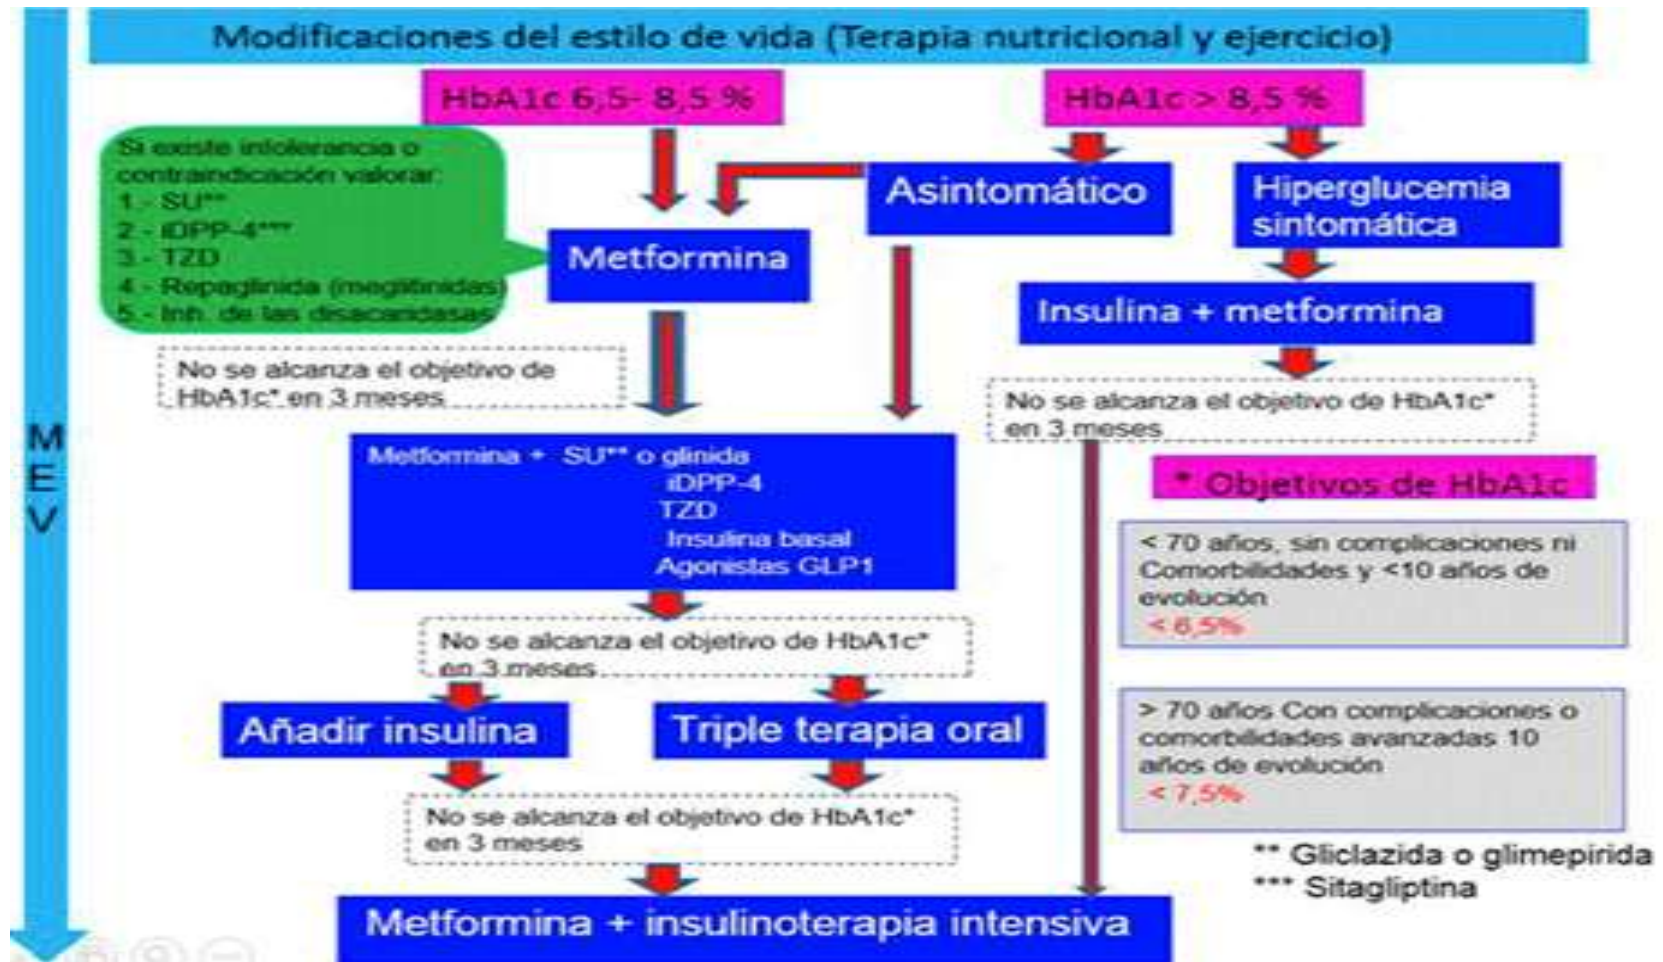 Modificaciones del estilo de vida (Terapia nutricional y ejercicio)
HbA1c 6,5- 8,5 %
HbA1c > 8,5 %
Si existe intolerancia o
contraindicación valorar:
1 - SU**
2 - iDPP-4***
3 - TZD
4 - Repaglinida (meglitinidas)
5 - Inh. de las disacaridasas
Asintomático
Hiperglucemia
sintomática
Metformina
Insulina + metformina
No se alcanza el objetivo de
HbA1c* en 3 meses
No se alcanza el objetivo de HbA1c*
en 3 meses
M
E
V
Metformina + SU** o glinida
iDPP-4
TZD
Insulina basal
Agonistas GLP1
* Objetivos de HbA1c
< 70 años, sin complicaciones ni
Comorbilidades y <10 años de
evolución
< 6,5%
No se alcanza el objetivo de HbA1c*
en 3 meses
Añadir insulina
Triple terapia oral
> 70 años Con complicaciones o
comorbilidades avanzadas 10
años de evolución
< 7,5%
No se alcanza el objetivo de HbA1c*
en 3 meses
** Gliclazida o glimepirida
*** Sitagliptina
Metformina + insulinoterapia intensiva